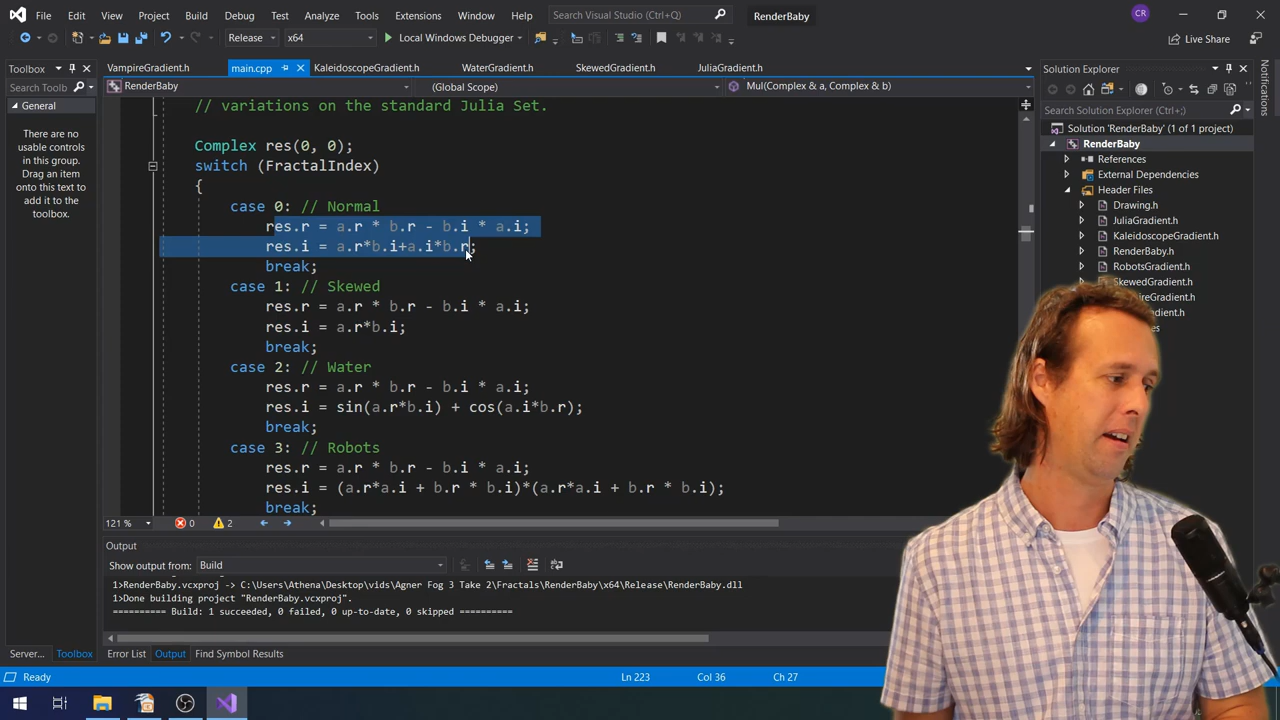 File Edit View Project Build Debug Test Analyze Tools Extensions Window Help Search Visual Studio (Ctrl+Q) RenderBaby CR
Release x64 Local Windows Debugger Live Share
Toolbox
Search Toolb
General
There are no
usable controls
in this group.
Drag an item
onto this text to
add it to the
toolbox.
VampireGradient.h main.cpp KaleidoscopeGradient.h WaterGradient.h SkewedGradient.h JuliaGradient.h
RenderBaby (Global Scope) Mul(Complex & a, Complex & b)
// variations on the standard Julia Set.
Complex res(0, 0);
switch (FractalIndex)
{
case 0: // Normal
res.r = a.r * b.r - b.i * a.i;
res.i = a.r*b.i+a.i*b.r;
break;
case 1: // Skewed
res.r = a.r * b.r - b.i * a.i;
res.i = a.r*b.i;
break;
case 2: // Water
res.r = a.r * b.r - b.i * a.i;
res.i = sin(a.r*b.i) + cos(a.i*b.r);
break;
case 3: // Robots
res.r = a.r * b.r - b.i * a.i;
res.i = (a.r*a.i + b.r * b.i)*(a.r*a.i + b.r * b.i);
break;
121 % 0 2
Output
Show output from: Build
1>RenderBaby.vcxproj -> C:\Users\Athena\Desktop\vids\Agner Fog 3 Take 2\Fractals\RenderBaby\x64\Release\RenderBaby.dll
1>Done building project "RenderBaby.vcxproj".
========== Build: 1 succeeded, 0 failed, 0 up-to-date, 0 skipped ==========
Server... Toolbox Error List Output Find Symbol Results
Ready Ln 223 Col 36 Ch 27
Solution Explorer
Search Solution Explorer (Ctrl+;)
Solution 'RenderBaby' (1 of 1 project)
RenderBaby
References
External Dependencies
Header Files
Drawing.h
JuliaGradient.h
KaleidoscopeGradient.h
RenderBaby.h
RobotsGradient.h
SkewedGradient.h
ireGradient.h
Gradient.h
es
Notifications